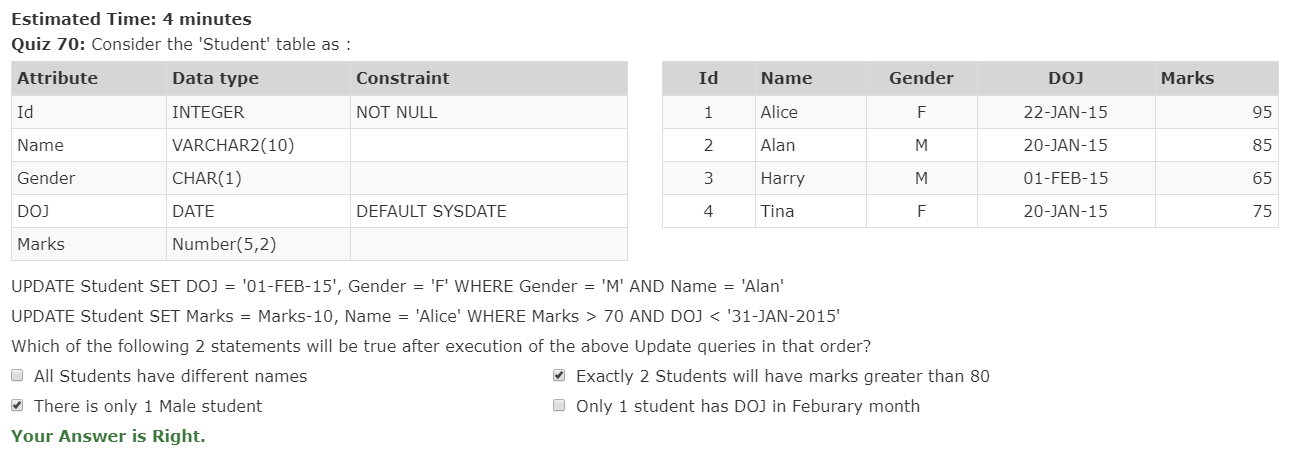 Estimated Time: 4 minutes
Quiz 70: Consider the 'Student' table as :
Attribute Data type Constraint
Id INTEGER NOT NULL
Name VARCHAR2(10)
Gender CHAR(1)
DOJ DATE DEFAULT SYSDATE
Marks Number(5,2)
Id Name Gender DOJ Marks
1 Alice F 22-JAN-15 95
2 Alan M 20-JAN-15 85
3 Harry M 01-FEB-15 65
4 Tina F 20-JAN-15 75
UPDATE Student SET DOJ = '01-FEB-15', Gender = 'F' WHERE Gender = 'M' AND Name = 'Alan'
UPDATE Student SET Marks = Marks-10, Name = 'Alice' WHERE Marks > 70 AND DOJ < '31-JAN-2015'
Which of the following 2 statements will be true after execution of the above Update queries in that order?
All Students have different names
Exactly 2 Students will have marks greater than 80
There is only 1 Male student
Only 1 student has DOJ in Feburary month
Your Answer is Right.